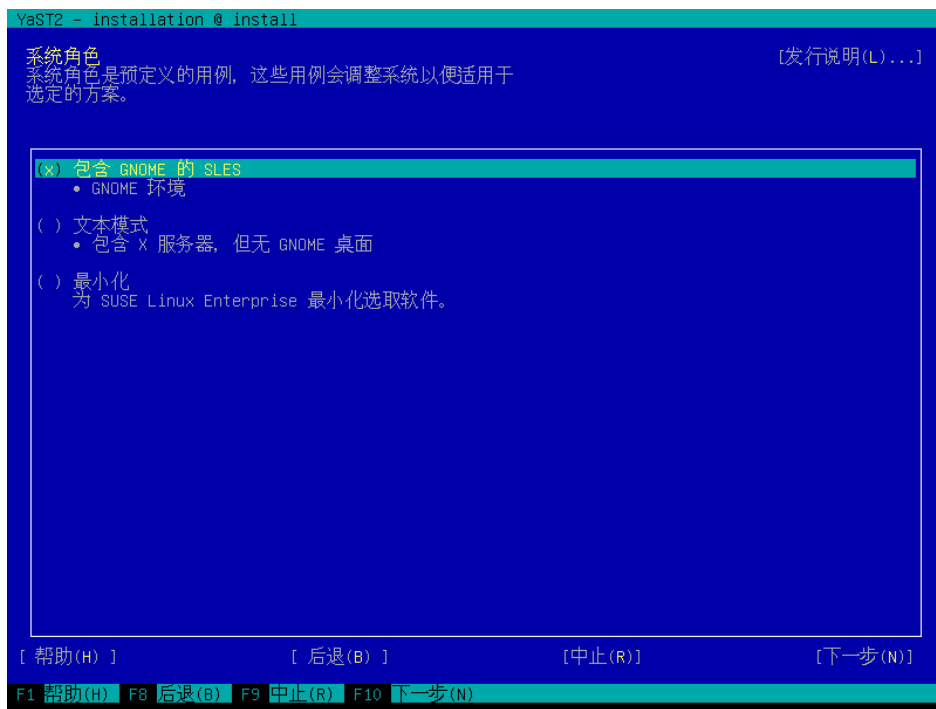 YaST2 - installation @ install
系统角色
[发行说明(L)...]
系统角色是预定义的用例, 这些用例会调整系统以便适用于
选定的方案。
(x) 包含 GNOME 的 SLES
• GNOME 环境
( ) 文本模式
• 包含 X 服务器, 但无 GNOME 桌面
( ) 最小化
为 SUSE Linux Enterprise 最小化选取软件。
[ 帮助(H) ] [ 后退(B) ] [中止(R)] [下一步(N)]
F1 帮助(H) F8 后退(B) F9 中止(R) F10 下一步(N)